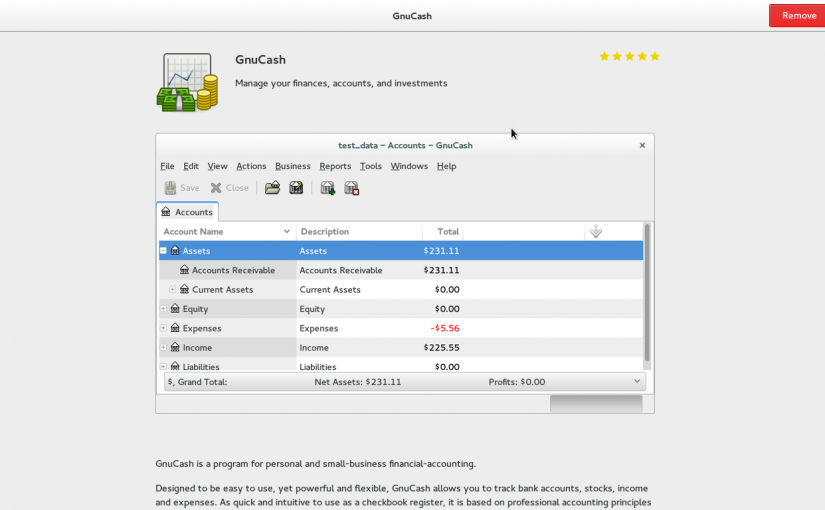 GnuCash
Remove
GnuCash
Manage your finances, accounts, and investments
test_data – Accounts – GnuCash
File Edit View Actions Business Reports Tools Windows Help
Save Close
Accounts
Account Name Description Total
Assets Assets $231.11
Accounts Receivable Accounts Receivable $231.11
Current Assets Current Assets $0.00
Equity Equity $0.00
Expenses Expenses -$5.56
Income Income $225.55
Liabilities Liabilities $0.00
$, Grand Total: Net Assets: $231.11 Profits: $0.00
GnuCash is a program for personal and small-business financial-accounting.
Designed to be easy to use, yet powerful and flexible, GnuCash allows you to track bank accounts, stocks, income
and expenses. As quick and intuitive to use as a checkbook register, it is based on professional accounting principles